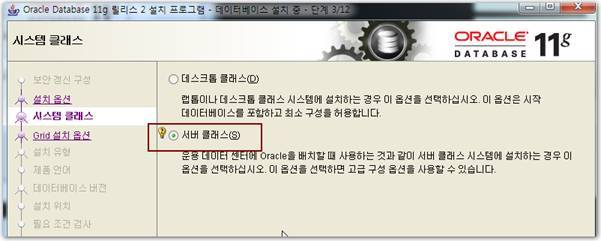 Oracle Database 11g 릴리스 2 설치 프로그램 - 데이터베이스 설치 중 - 단계 3/12
시스템 클래스
ORACLE
DATABASE 11g
보안 갱신 구성
설치 옵션
시스템 클래스
Grid 설치 옵션
설치 유형
제품 언어
데이터베이스 버전
설치 위치
필요 조건 검사
데스크톱 클래스(D)
랩톱이나 데스크톱 클래스 시스템에 설치하는 경우 이 옵션을 선택하십시오. 이 옵션은 시작
데이터베이스를 포함하고 최소 구성을 허용합니다.
서버 클래스(S)
운용 데이터 센터에 Oracle을 배치할 때 사용하는 것과 같이 서버 클래스 시스템에 설치하는 경우 이
옵션을 선택하십시오. 이 옵션을 선택하면 고급 구성 옵션을 사용할 수 있습니다.